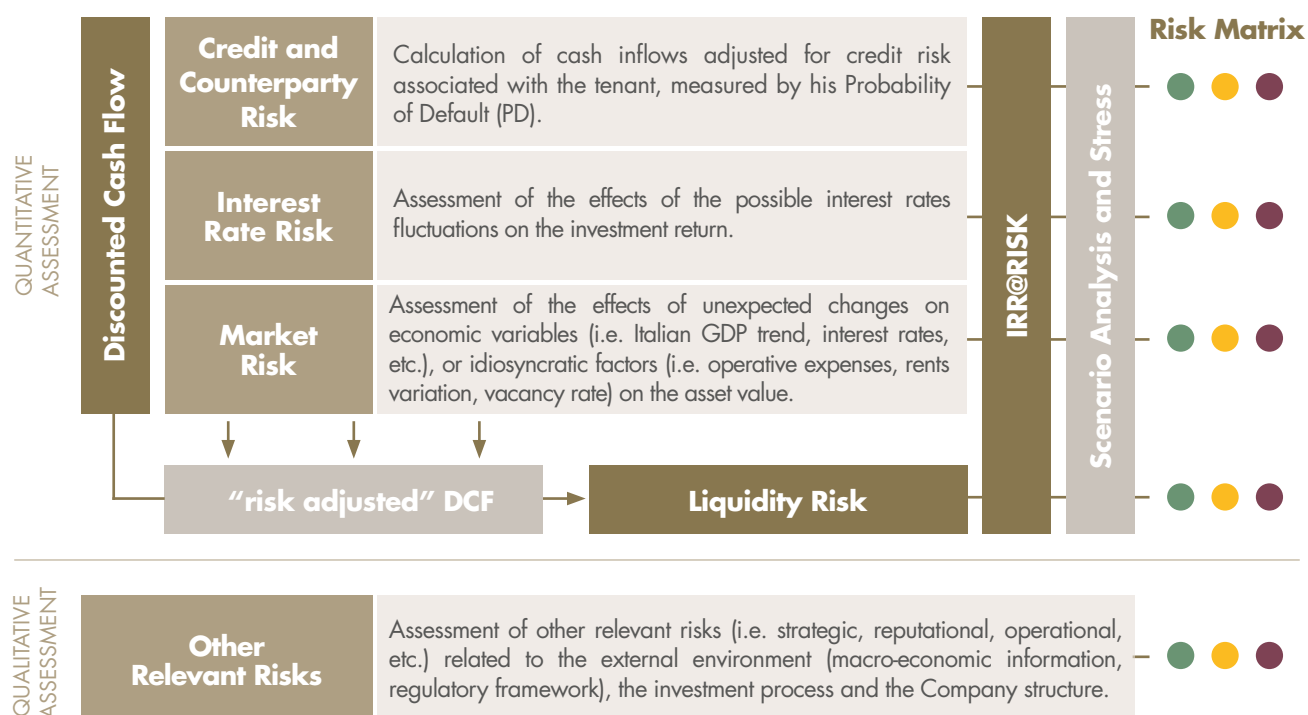 Risk Matrix
QUANTITATIVE
ASSESSMENT
Discounted Cash Flow
Credit and
Counterparty
Risk
Calculation of cash inflows adjusted for credit risk
associated with the tenant, measured by his Probability
of Default (PD).
Interest
Rate Risk
Assessment of the effects of the possible interest rates
fluctuations on the investment return.
Market
Risk
Assessment of the effects of unexpected changes on
economic variables (i.e. Italian GDP trend, interest rates,
etc.), or idiosyncratic factors (i.e. operative expenses, rents
variation, vacancy rate) on the asset value.
IRR@RISK
Scenario Analysis and Stress
“risk adjusted” DCF
Liquidity Risk
QUALITATIVE
ASSESSMENT
Other
Relevant Risks
Assessment of other relevant risks (i.e. strategic, reputational, operational,
etc.) related to the external environment (macro-economic information,
regulatory framework), the investment process and the Company structure.